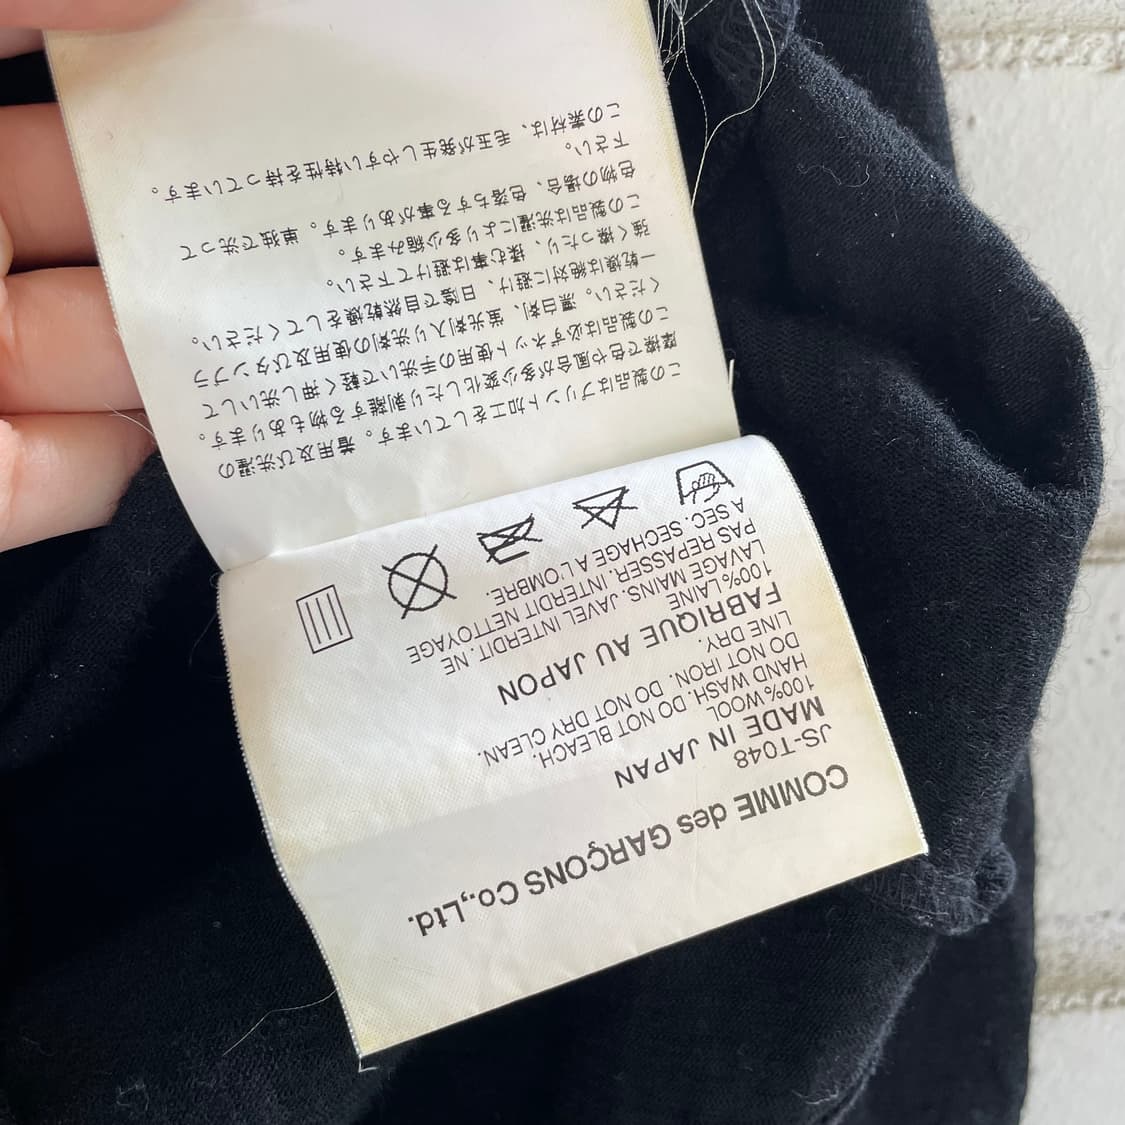 COMME des GARÇONS Co.,Ltd.
JS-T048
MADE IN JAPAN
100% WOOL
HAND WASH. DO NOT BLEACH.
DO NOT IRON. DO NOT DRY CLEAN.
LINE DRY.
FABRIQUE AU JAPON
100% LAINE
LAVAGE MAINS. JAVEL INTERDIT. NE
PAS REPASSER. INTERDIT NETTOYAGE
A SEC. SECHAGE A L'OMBRE.
この製品はプリント加工をしています。着用及び洗濯の
摩擦で色や風合が多少変化したり剥離する物もあります。
この製品は必ずネット使用の手洗いで軽く押し洗いして
ください。漂白剤、蛍光剤入り洗剤の使用及びタンブラ
ー乾燥は絶対に避け、日陰で自然乾燥をしてください。
強く擦ったり、揉む事は避けて下さい。
この製品は洗濯により多少縮みます。
色物の場合、色落ちする事があります。単独で洗って
下さい。
この素材は、毛玉が発生しやすい特性を持っています。